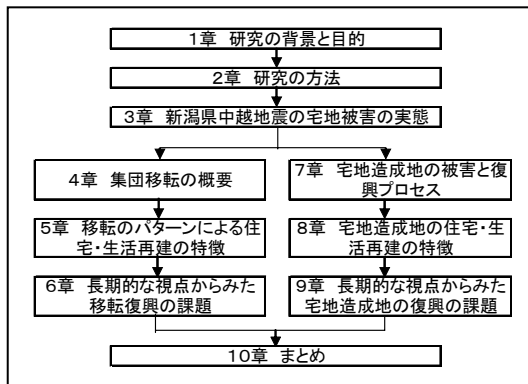 1章 研究の背景と目的
2章 研究の方法
3章 新潟県中越地震の宅地被害の実態
4章 集団移転の概要
5章 移転のパターンによる住
宅・生活再建の特徴
6章 長期的な視点からみた
移転復興の課題
7章 宅地造成地の被害と復
興プロセス
8章 宅地造成地の住宅・生
活再建の特徴
9章 長期的な視点からみた
宅地造成地の復興の課題
10章 まとめ